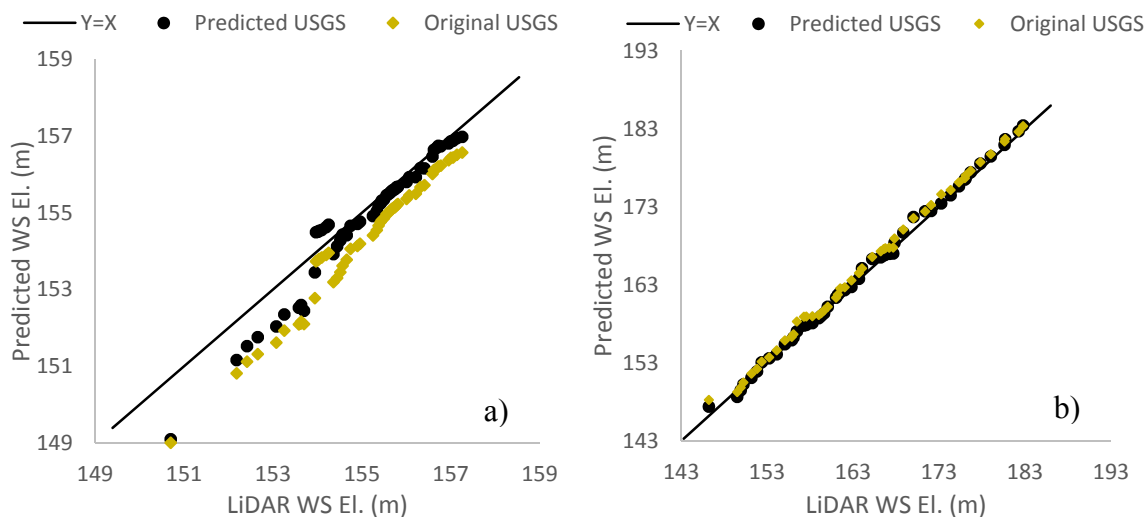 Y=X Predicted USGS Original USGS
159
157
155
153
151
149
Predicted WS El. (m)
149 151 153 155 157 159
LiDAR WS El. (m)
a)
Y=X Predicted USGS Original USGS
193
183
173
163
153
143
Predicted WS El. (m)
143 153 163 173 183 193
LiDAR WS El. (m)
b)